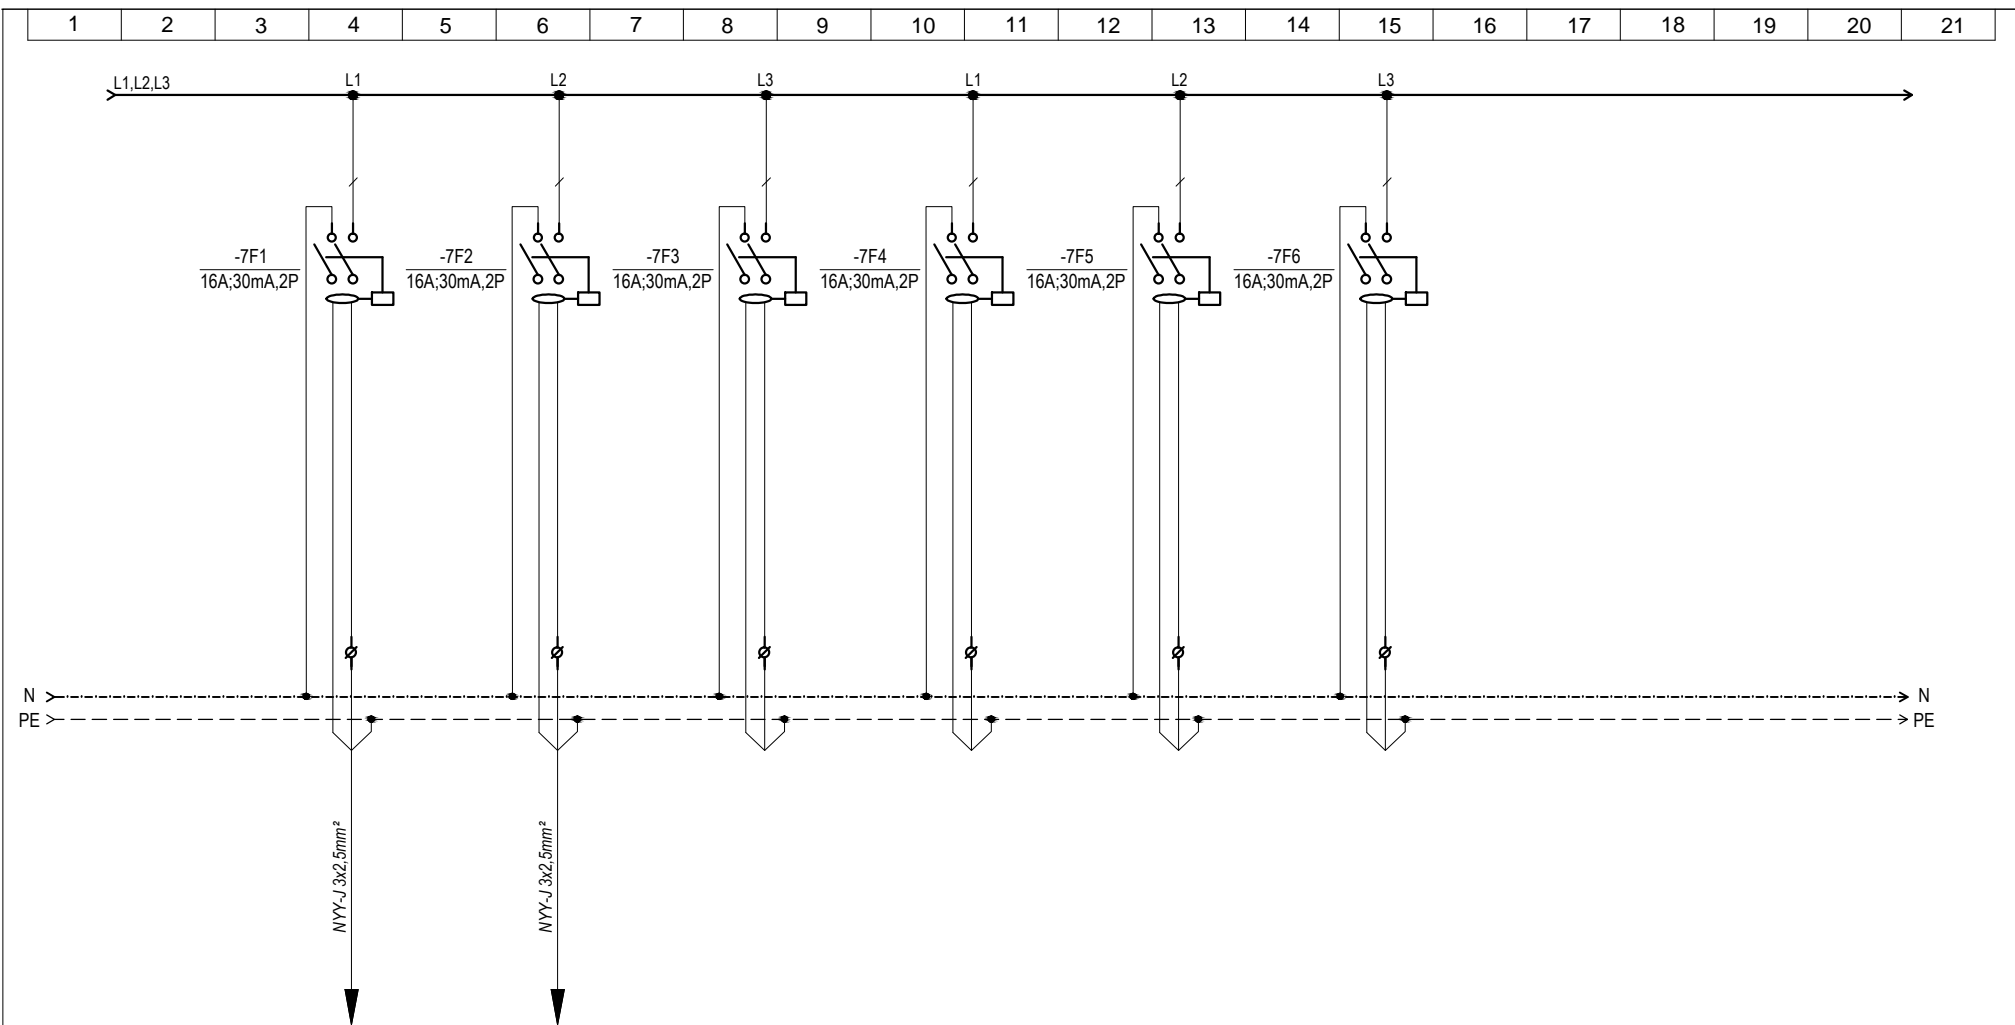 1 2 3 4 5 6 7 8 9 10 11 12 13 14 15 16 17 18 19 20 21
L1,L2,L3 L1 L2 L3 L1 L2 L3
-7F1 -7F2 -7F3 -7F4 -7F5 -7F6
16A;30mA,2P 16A;30mA,2P 16A;30mA,2P 16A;30mA,2P 16A;30mA,2P 16A;30mA,2P
N N
PE PE
NYY-J 3x2,5mm² NYY-J 3x2,5mm²